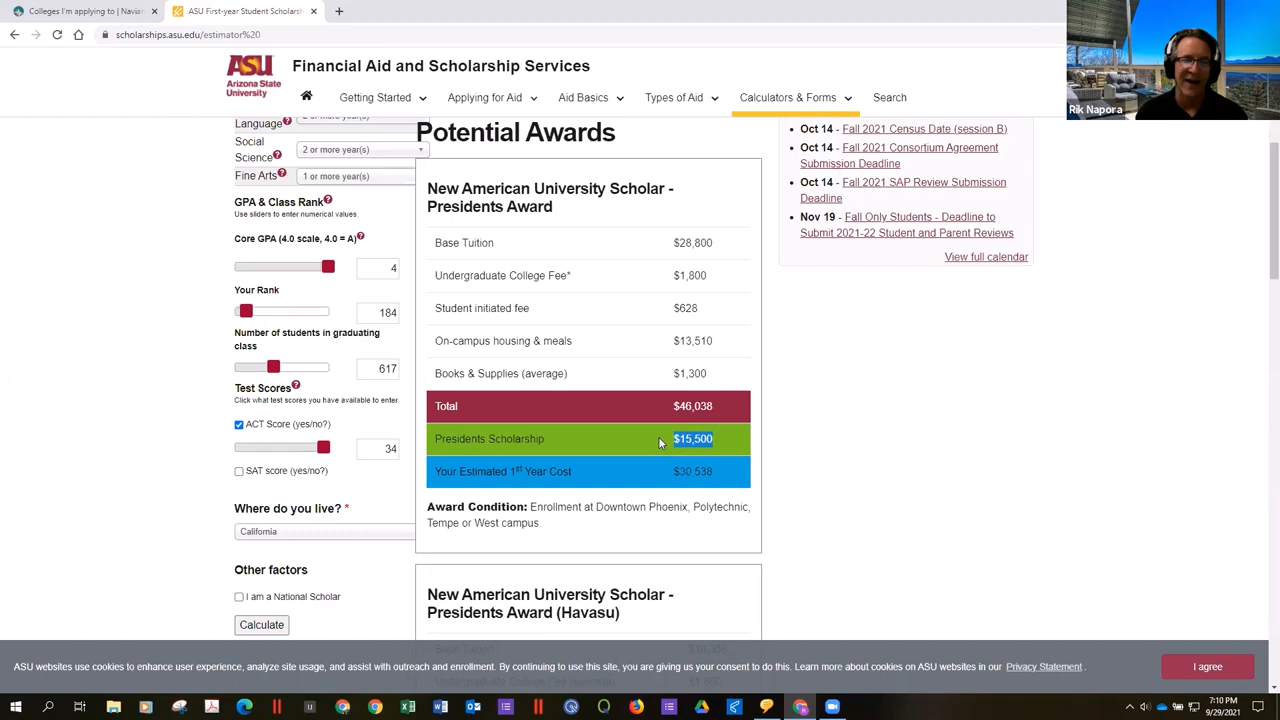 Colleges I'm applying to | Navian
ASU First-year Student Scholarsh
scholarships.asu.edu/estimator%20
ASU
Arizona State
University
Financial Aid and Scholarship Services
Getting Started
Applying for Aid
Aid Basics
Types of Aid
Calculators & Forms
Search
Rik Napora
Language
2 or more year(s)
Social
Science
2 or more year(s)
Fine Arts
1 or more year(s)
GPA & Class Rank
Use sliders to enter numerical values.
Core GPA (4.0 scale, 4.0 = A)
4
Your Rank
184
Number of students in graduating
class
617
Test Scores
Click what test scores you have available to enter.
ACT Score (yes/no?)
34
SAT score (yes/no?)
Where do you live? *
California
Other factors
I am a National Scholar
Calculate
Potential Awards
New American University Scholar -
Presidents Award
Base Tuition $28,800
Undergraduate College Fee* $1,800
Student initiated fee $628
On-campus housing & meals $13,510
Books & Supplies (average) $1,300
Total $46,038
Presidents Scholarship $15,500
Your Estimated 1st Year Cost $30 538
Award Condition: Enrollment at Downtown Phoenix, Polytechnic,
Tempe or West campus.
New American University Scholar -
Presidents Award (Havasu)
Oct 14 - Fall 2021 Census Date (session B)
Oct 14 - Fall 2021 Consortium Agreement
Submission Deadline
Oct 14 - Fall 2021 SAP Review Submission
Deadline
Nov 19 - Fall Only Students - Deadline to
Submit 2021-22 Student and Parent Reviews
View full calendar
ASU websites use cookies to enhance user experience, analyze site usage, and assist with outreach and enrollment. By continuing to use this site, you are giving us your consent to do this. Learn more about cookies on ASU websites in our Privacy Statement.
I agree
7:10 PM
9/29/2021